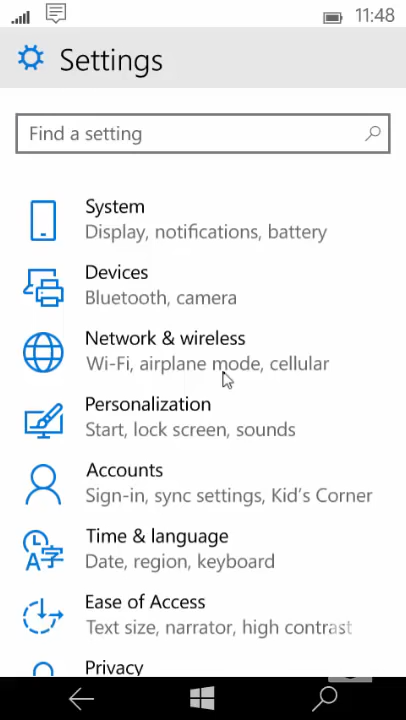 11:48
Settings
Find a setting
System
Display, notifications, battery
Devices
Bluetooth, camera
Network & wireless
Wi-Fi, airplane mode, cellular
Personalization
Start, lock screen, sounds
Accounts
Sign-in, sync settings, Kid's Corner
Time & language
Date, region, keyboard
Ease of Access
Text size, narrator, high contrast
Privacy